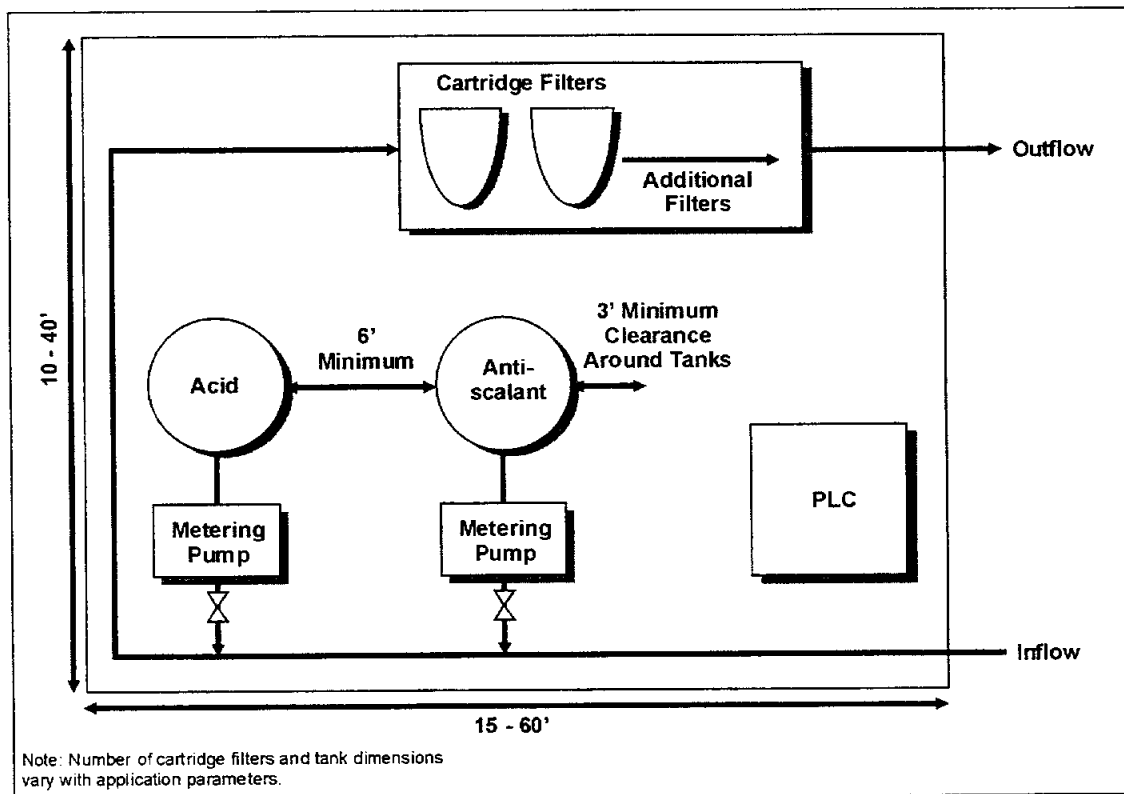 Cartridge Filters
Outflow
Additional
Filters
10 - 40'
3' Minimum
Clearance
Around Tanks
6'
Minimum
Acid
Anti-
scalant
PLC
Metering
Pump
Metering
Pump
Inflow
15 - 60'
Note: Number of cartridge filters and tank dimensions
vary with application parameters.